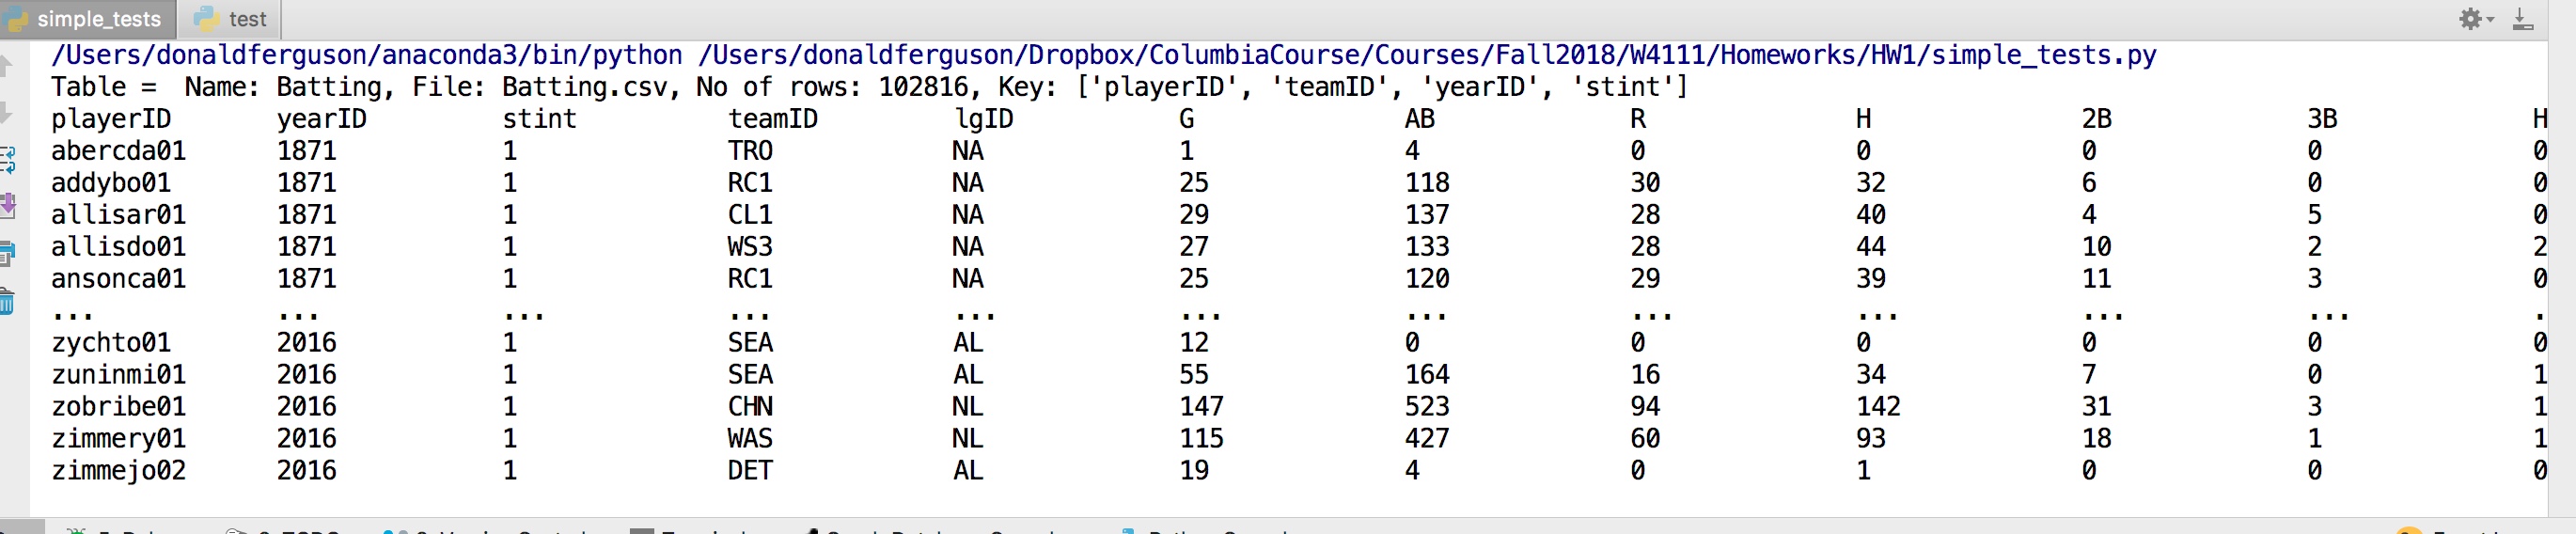 simple_tests test
/Users/donaldferguson/anaconda3/bin/python /Users/donaldferguson/Dropbox/ColumbiaCourse/Courses/Fall2018/W4111/Homeworks/HW1/simple_tests.py
Table =  Name: Batting, File: Batting.csv, No of rows: 102816, Key: ['playerID', 'teamID', 'yearID', 'stint']
playerID yearID stint teamID lgID G AB R H 2B 3B H
abercda01 1871 1 TRO NA 1 4 0 0 0 0 0
addybo01 1871 1 RC1 NA 25 118 30 32 6 0 0
allisar01 1871 1 CL1 NA 29 137 28 40 4 5 0
allisdo01 1871 1 WS3 NA 27 133 28 44 10 2 2
ansonca01 1871 1 RC1 NA 25 120 29 39 11 3 0
... ... ... ... ... ... ... ... ... ... ... .
zychto01 2016 1 SEA AL 12 0 0 0 0 0 0
zuninmi01 2016 1 SEA AL 55 164 16 34 7 0 1
zobribe01 2016 1 CHN NL 147 523 94 142 31 3 1
zimmery01 2016 1 WAS NL 115 427 60 93 18 1 1
zimmejo02 2016 1 DET AL 19 4 0 1 0 0 0